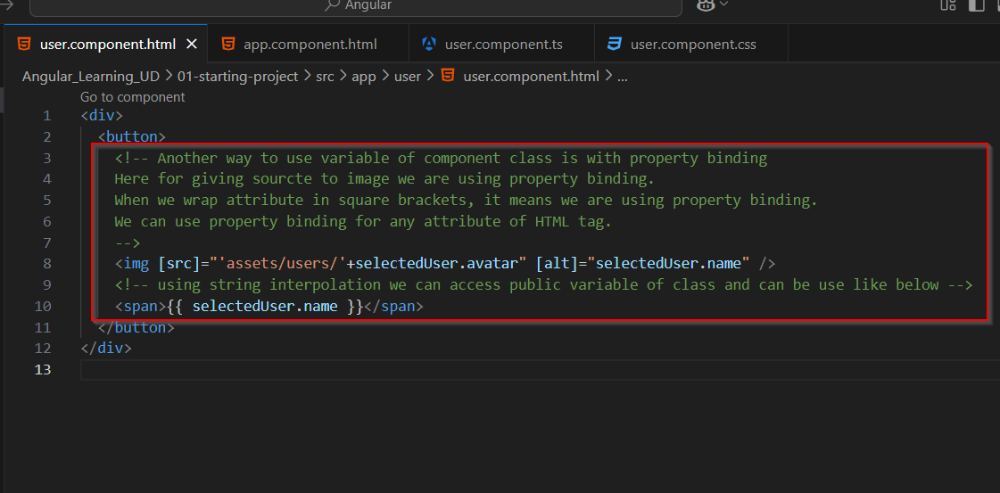 Angular
user.component.html
app.component.html
user.component.ts
user.component.css
Angular_Learning_UD > 01-starting-project > src > app > user > user.component.html > ...
Go to component
1 <div>
2 <button>
3 <!-- Another way to use variable of component class is with property binding
4 Here for giving sourcte to image we are using property binding.
5 When we wrap attribute in square brackets, it means we are using property binding.
6 We can use property binding for any attribute of HTML tag.
7 -->
8 <img [src]="'assets/users/'+selectedUser.avatar" [alt]="selectedUser.name" />
9 <!-- using string interpolation we can access public variable of class and can be use like below -->
10 <span>{{ selectedUser.name }}</span>
11 </button>
12 </div>
13